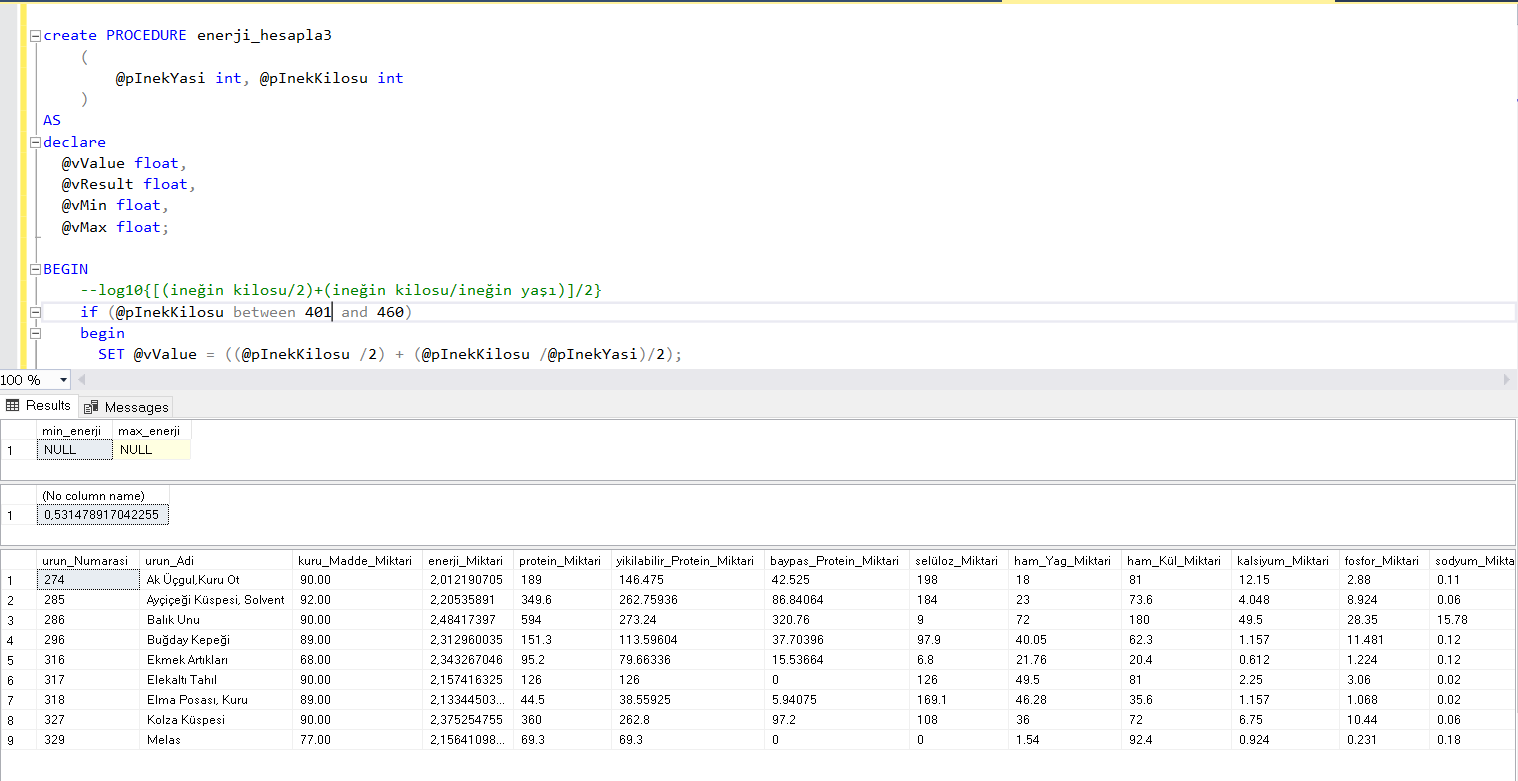 create PROCEDURE enerji_hesapla3
(
@pInekYasi int, @pInekKilosu int
)
AS
declare
@vValue float,
@vResult float,
@vMin float,
@vMax float;
BEGIN
--log10{[(ineğin kilosu/2)+(ineğin kilosu/ineğin yaşı)]/2}
if (@pInekKilosu between 401 and 460)
begin
SET @vValue = ((@pInekKilosu /2) + (@pInekKilosu /@pInekYasi)/2);
100 %
Results Messages
min_enerji max_enerji
1 NULL NULL
(No column name)
1 0,531478917042255
urun_Numarasi urun_Adi kuru_Madde_Miktari enerji_Miktari protein_Miktari yikilabilir_Protein_Miktari baypas_Protein_Miktari selüloz_Miktari ham_Yag_Miktari ham_Kül_Miktari kalsiyum_Miktari fosfor_Miktari sodyum_Mikta
1 274 Ak Üçgul,Kuru Ot 90.00 2,012190705 189 146.475 42.525 198 18 81 12.15 2.88 0.11
2 285 Ayçiçeği Küspesi, Solvent 92.00 2,20535891 349.6 262.75936 86.84064 184 23 73.6 4.048 8.924 0.06
3 286 Balık Unu 90.00 2,48417397 594 273.24 320.76 9 72 180 49.5 28.35 15.78
4 296 Buğday Kepeği 89.00 2,312960035 151.3 113.59604 37.70396 97.9 40.05 62.3 1.157 11.481 0.12
5 316 Ekmek Artıkları 68.00 2,343267046 95.2 79.66336 15.53664 6.8 21.76 20.4 0.612 1.224 0.12
6 317 Elekaltı Tahıl 90.00 2,157416325 126 126 0 126 49.5 81 2.25 3.06 0.02
7 318 Elma Posası, Kuru 89.00 2,13344503... 44.5 38.55925 5.94075 169.1 46.28 35.6 1.157 1.068 0.02
8 327 Kolza Küspesi 90.00 2,375254755 360 262.8 97.2 108 36 72 6.75 10.44 0.06
9 329 Melas 77.00 2,15641098... 69.3 69.3 0 0 1.54 92.4 0.924 0.231 0.18